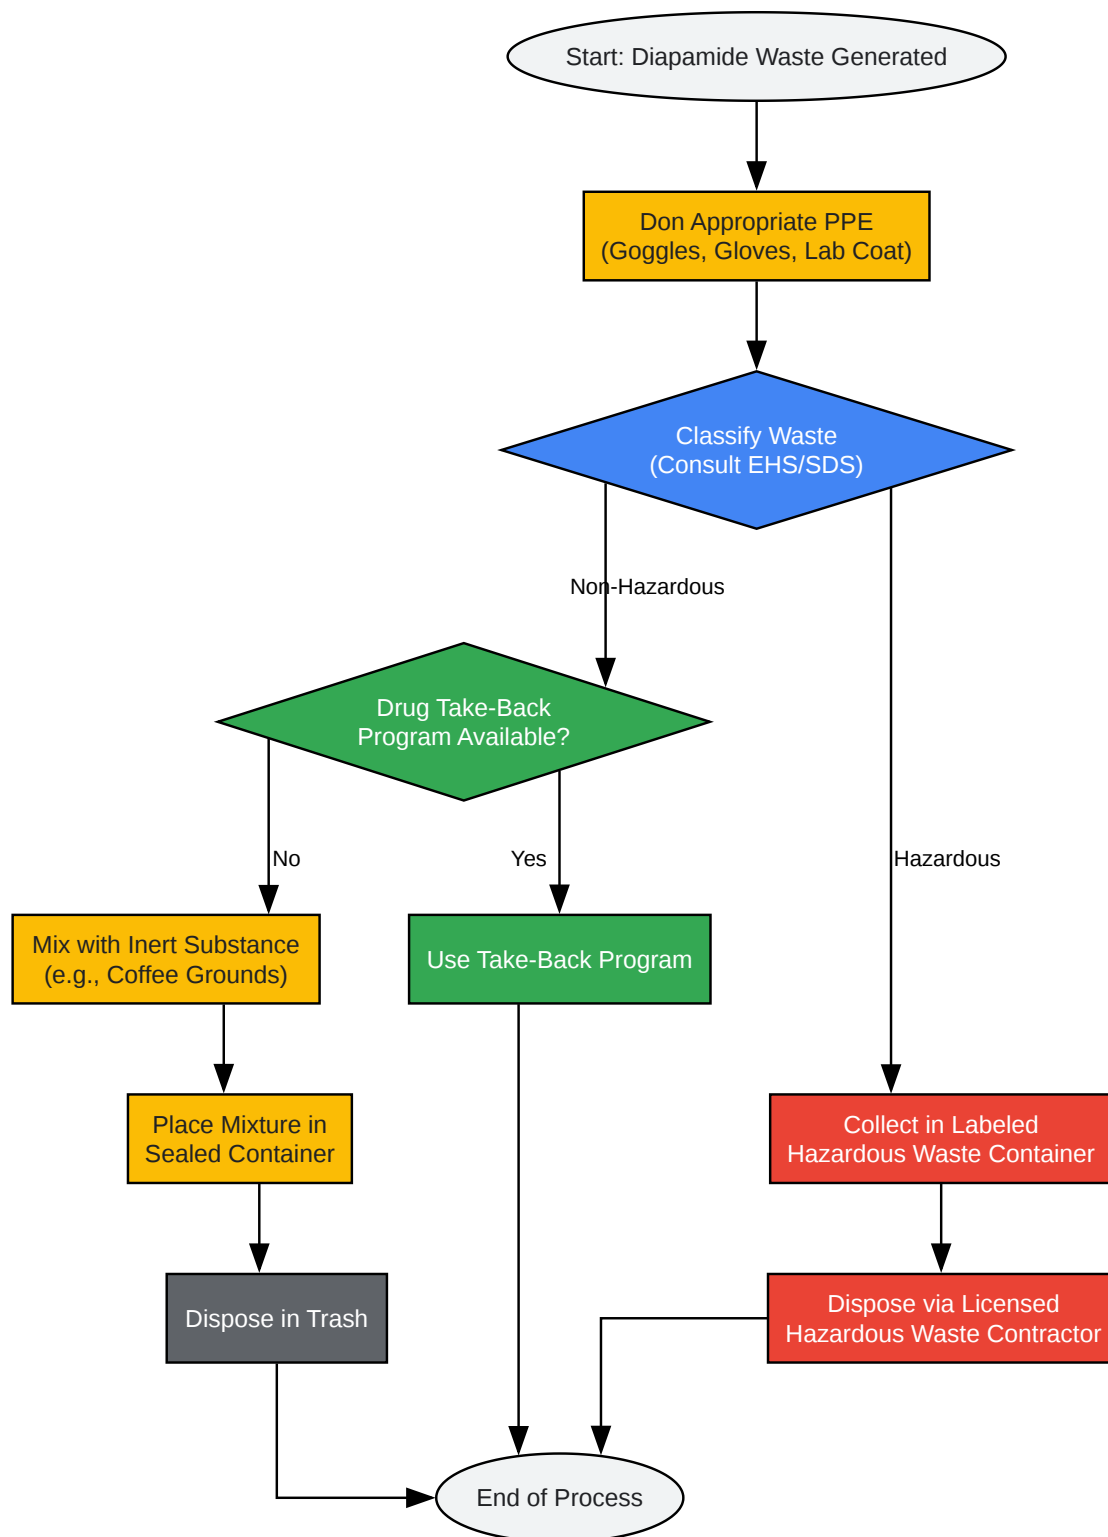 Start: Diapamide Waste Generated
Don Appropriate PPE
(Goggles, Gloves, Lab Coat)
Classify Waste
(Consult EHS/SDS)
Non-Hazardous
Drug Take-Back
Program Available?
No
Yes
Hazardous
Mix with Inert Substance
(e.g., Coffee Grounds)
Use Take-Back Program
Place Mixture in
Sealed Container
Collect in Labeled
Hazardous Waste Container
Dispose in Trash
Dispose via Licensed
Hazardous Waste Contractor
End of Process